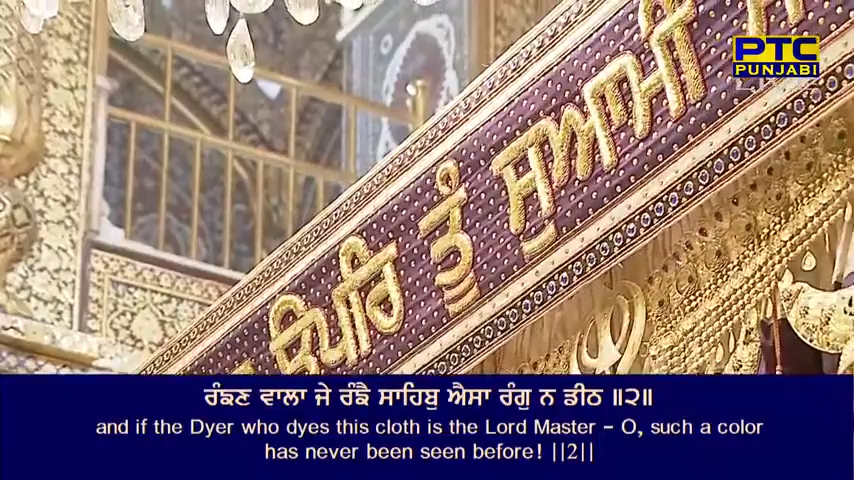 PTC
PUNJABI
ਤੂੰ ਸੁਆਮੀ
ਰੰਙਣ ਵਾਲਾ ਜੇ ਰੰਙੈ ਸਾਹਿਬੁ ਐਸਾ ਰੰਗੁ ਨ ਡੀਠ ॥੨॥
and if the Dyer who dyes this cloth is the Lord Master - O, such a color
has never been seen before! ||2||